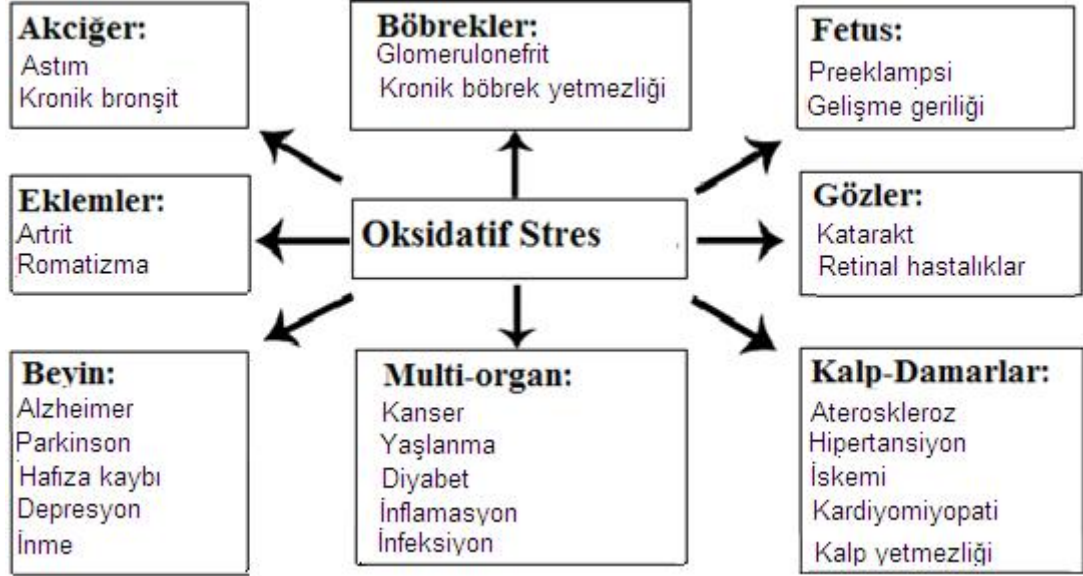 Akciğer:
Astım
Kronik bronşit
Böbrekler:
Glomerulonefrit
Kronik böbrek yetmezliği
Fetus:
Preeklampsi
Gelişme geriliği
Eklemler:
Artrit
Romatizma
Oksidatif Stres
Gözler:
Katarakt
Retinal hastalıklar
Beyin:
Alzheimer
Parkinson
Hafıza kaybı
Depresyon
İnme
Multi-organ:
Kanser
Yaşlanma
Diyabet
İnflamasyon
İnfeksiyon
Kalp-Damarlar:
Ateroskleroz
Hipertansiyon
İskemi
Kardiyomiyopati
Kalp yetmezliği